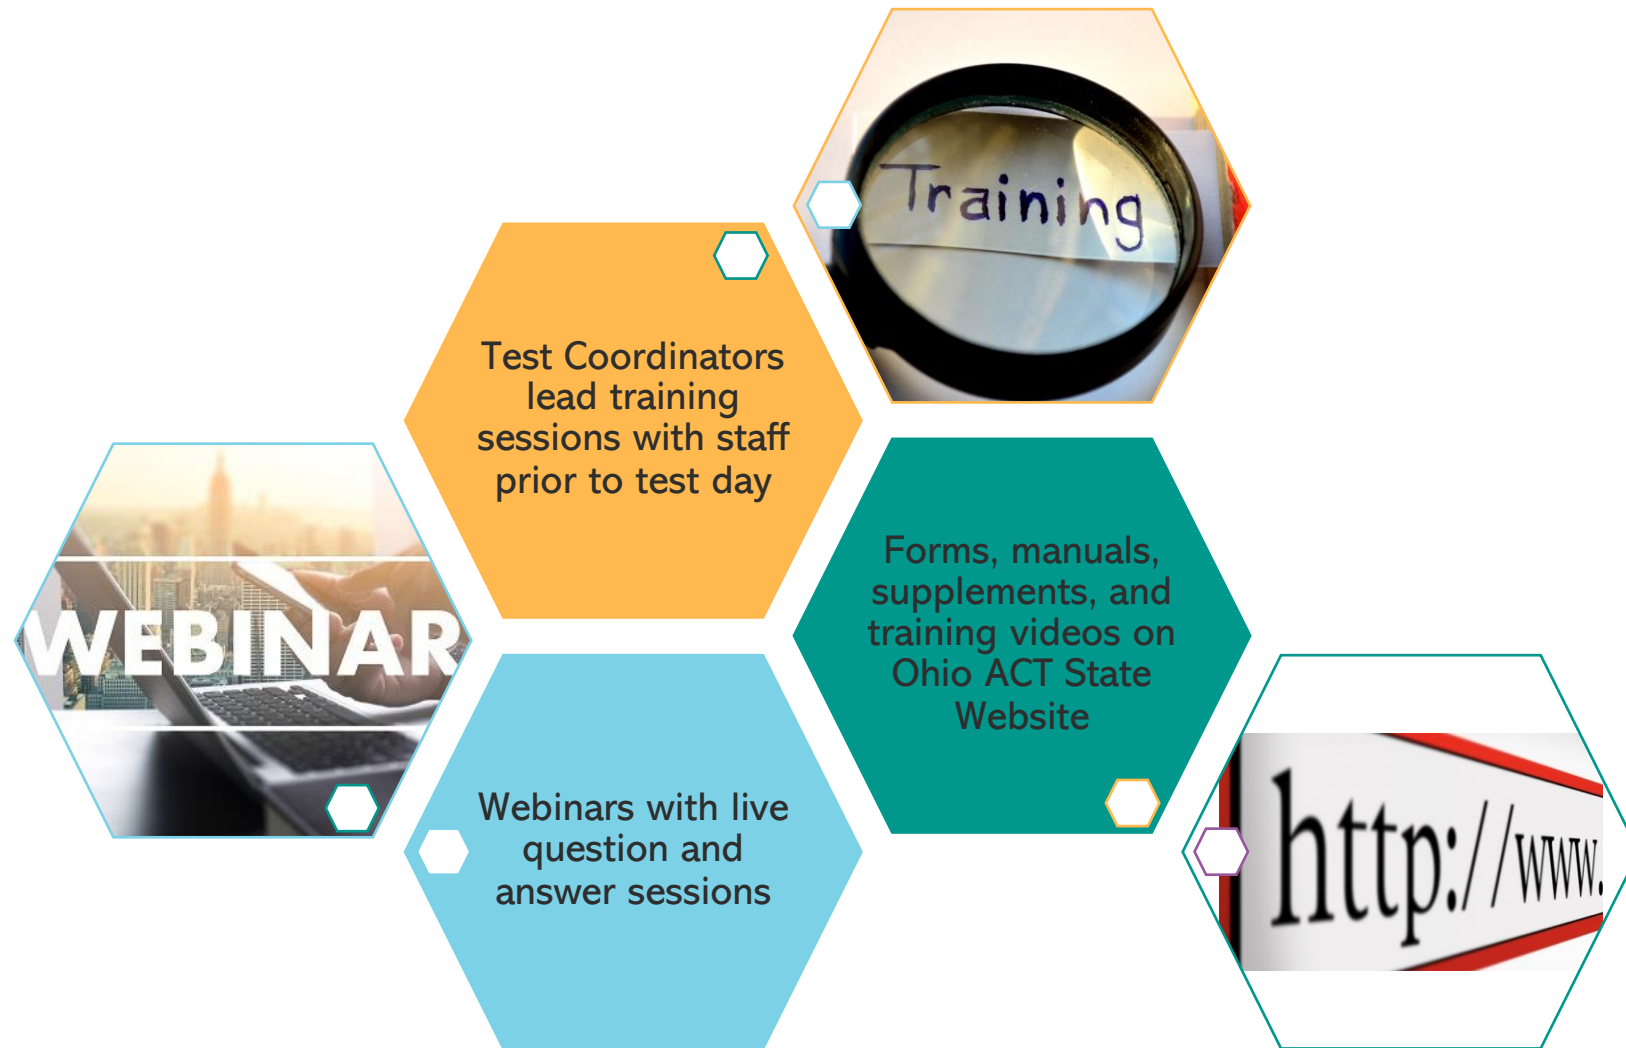 Training
Test Coordinators
lead training
sessions with staff
prior to test day
WEBINAR
Forms, manuals,
supplements, and
training videos on
Ohio ACT State
Website
Webinars with live
question and
answer sessions
http://www.